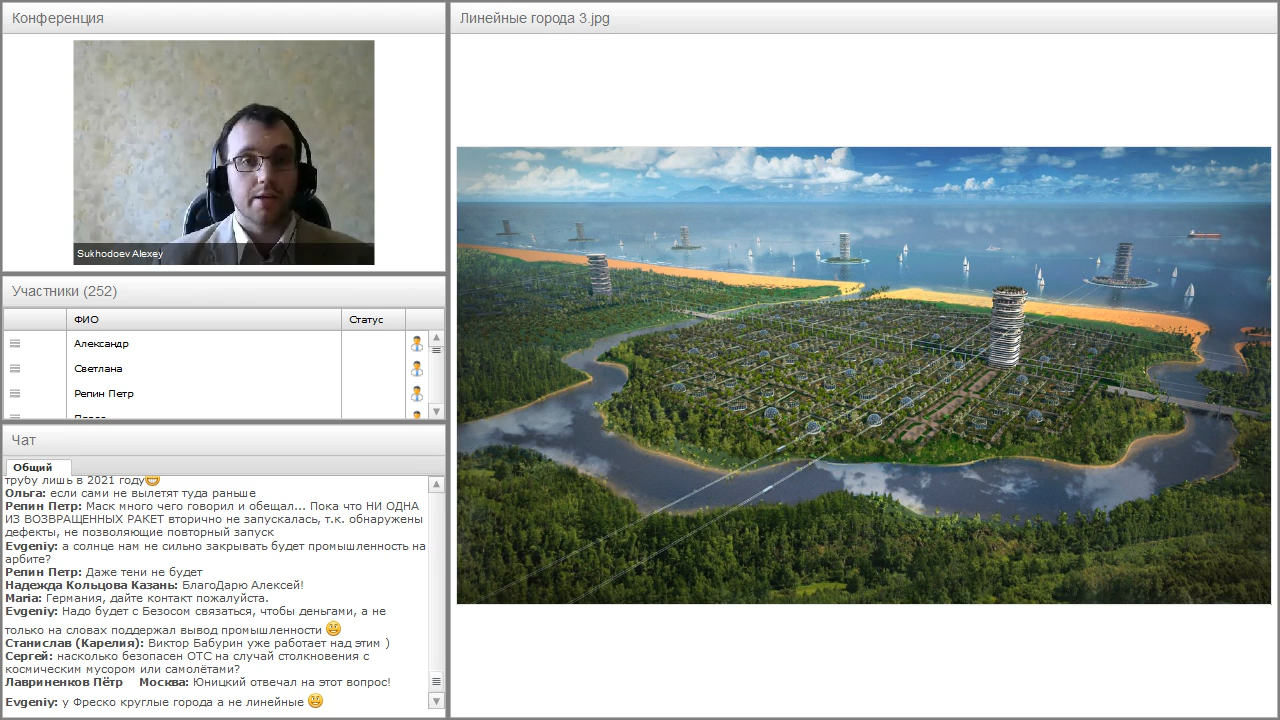 Конференция
Линейные города 3.jpg
Sukhodoev Alexey
Участники (252)
ФИО
Статус
Александр
Светлана
Репин Петр
Чат
Общий
трубу лишь в 2021 году
Ольга: если сами не вылетят туда раньше
Репин Петр: Маск много чего говорил и обещал... Пока что НИ ОДНА
ИЗ ВОЗВРАЩЕННЫХ РАКЕТ вторично не запускалась, т.к. обнаружены
дефекты, не позволяющие повторный запуск
Evgeniy: а солнце нам не сильно закрывать будет промышленность на
арбите?
Репин Петр: Даже тени не будет
Надежда Кольцова Казань: БлагоДарю Алексей!
Maria: Германия, дайте контакт пожалуйста.
Evgeniy: Надо будет с Безосом связаться, чтобы деньгами, а не
только на словах поддержал вывод промышленности
Станислав (Карелия): Виктор Бабурин уже работает над этим )
Сергей: насколько безопасен ОТС на случай столкновения с
космическим мусором или самолётами?
Лавриненков Пётр Москва: Юницкий отвечал на этот вопрос!
Evgeniy: у Фреско круглые города а не линейные